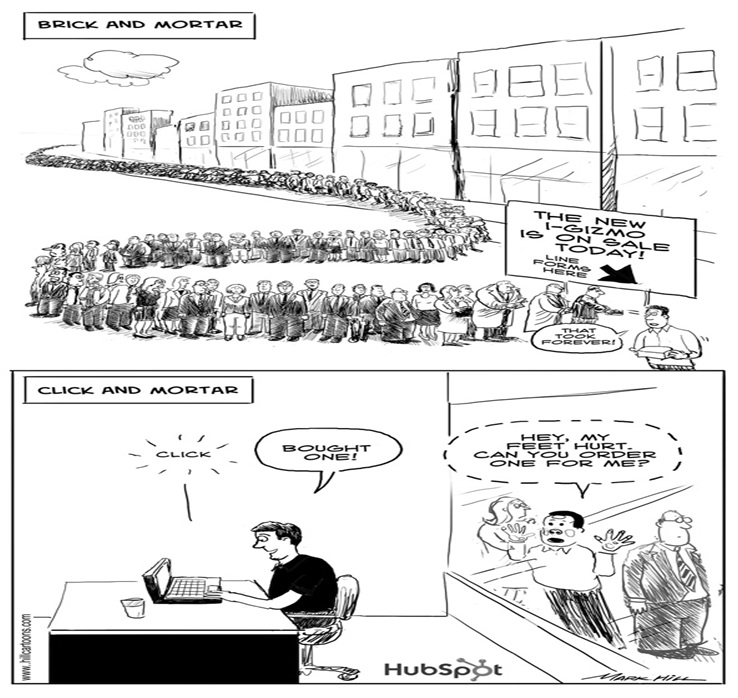 BRICK AND MORTAR
THE NEW
I-GIZMO
IS ON SALE
TODAY!
LINE
FORMS
HERE
THAT
TOOK
FOREVER!
CLICK AND MORTAR
CLICK
BOUGHT
ONE!
HEY, MY
FEET HURT.
CAN YOU ORDER
ONE FOR ME?
www.hillcartoons.com
HubSpot
MARK HILL